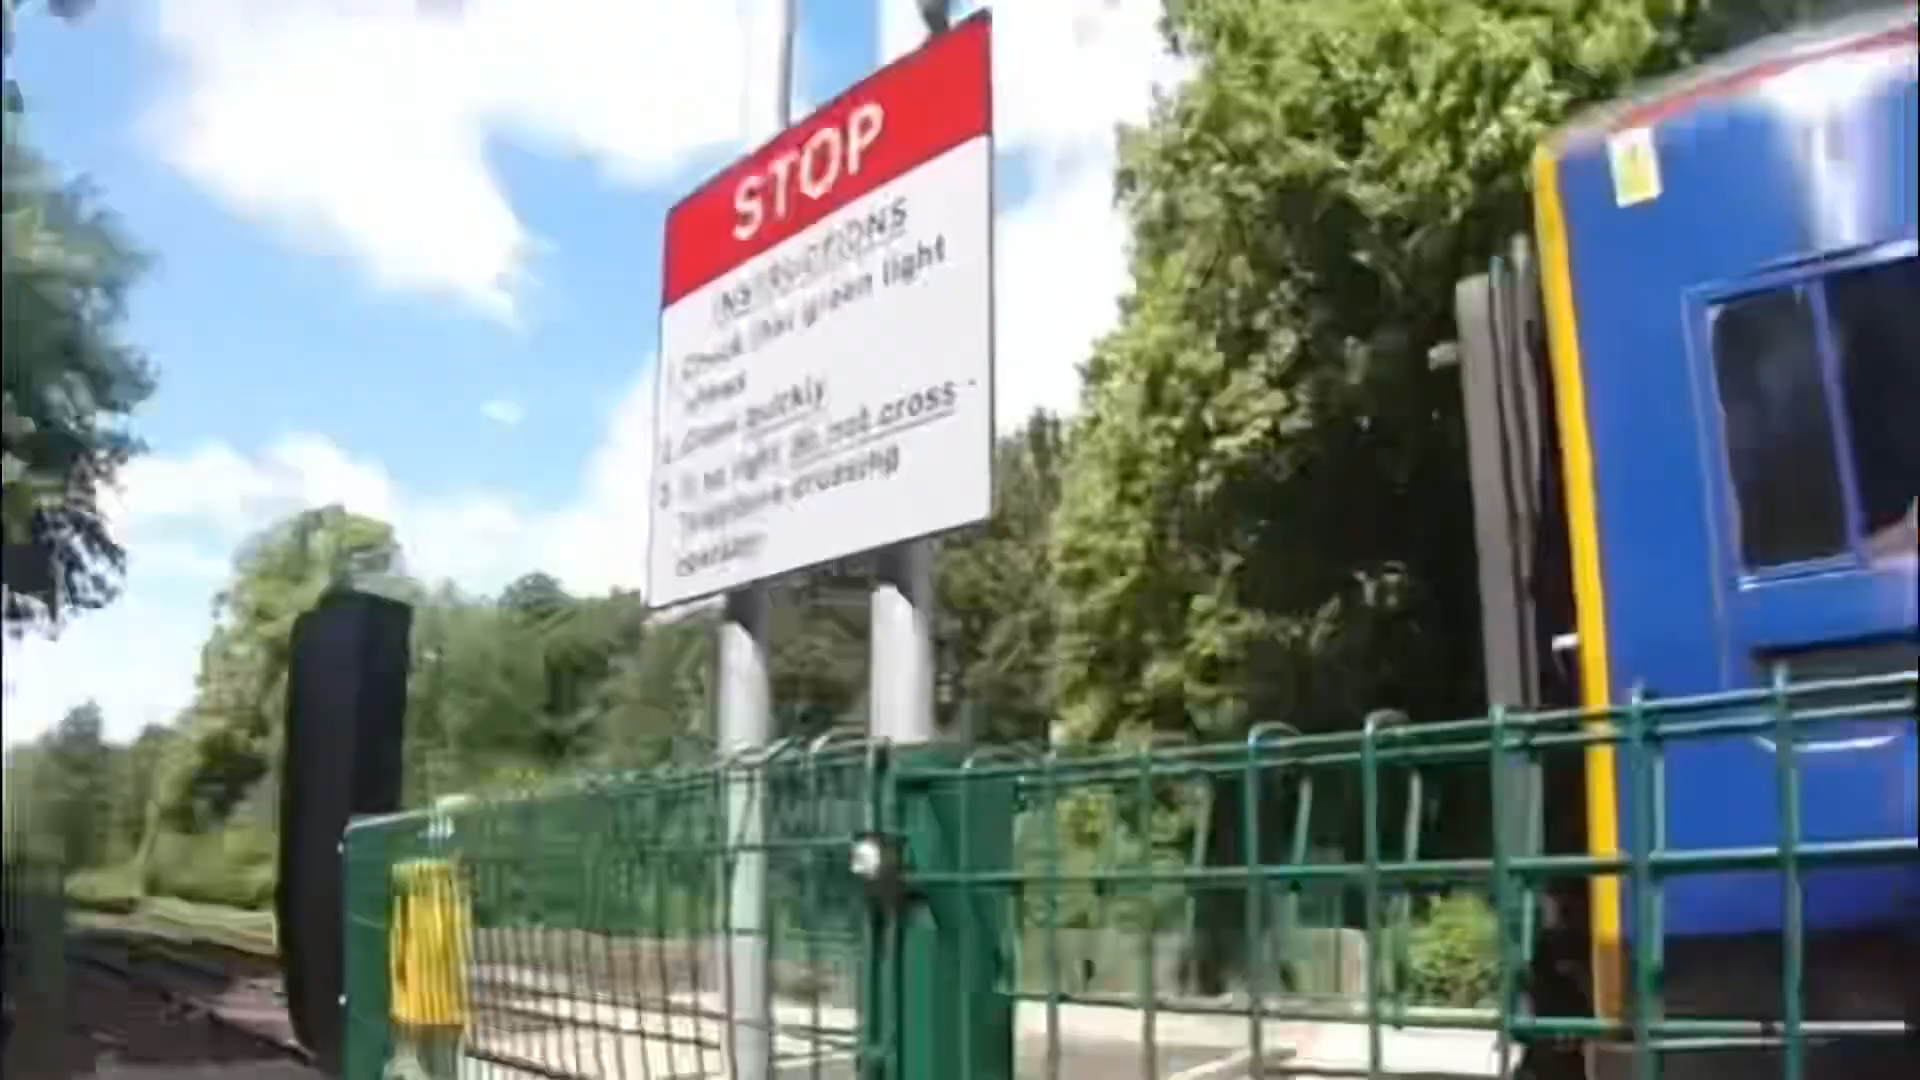 STOP
INSTRUCTIONS
1. Check that green light
shows
2. Cross quickly
3. If no light do not cross -
Telephone crossing
operator